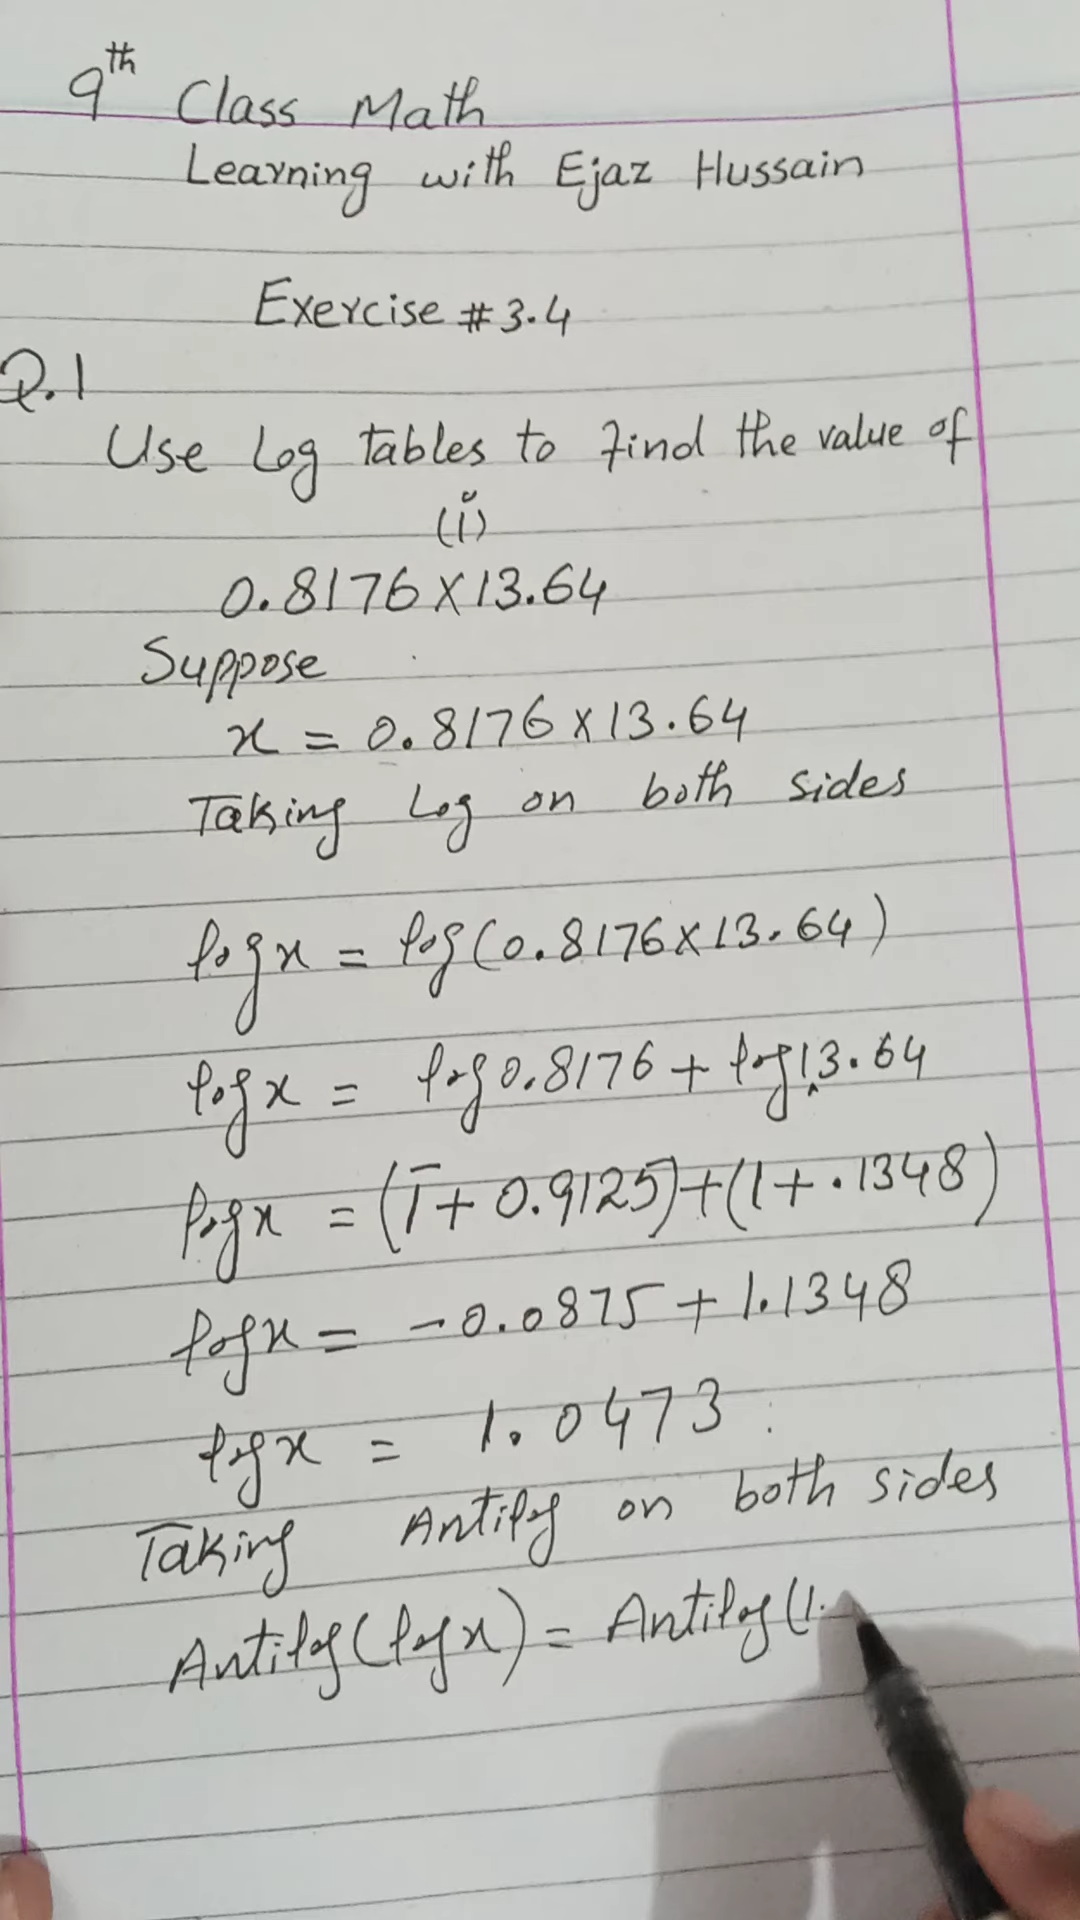 9th Class Math
Learning with Ejaz Hussain
Exercise # 3.4
Q.1
Use Log tables to find the value of
(i)
0.8176 × 13.64
Suppose
x = 0.8176 × 13.64
Taking Log on both sides
log x = log (0.8176 × 13.64)
log x = log 0.8176 + log 13.64
log x = (1̄ + 0.9125) + (1 + .1348)
log x = -0.0875 + 1.1348
log x = 1.0473
Taking Antilog on both sides
Antilog (log x) = Antilog (1.